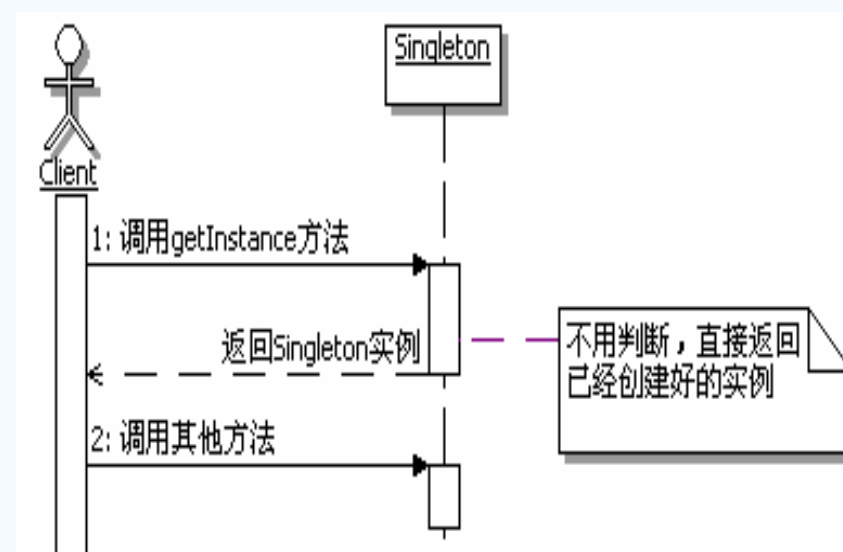 Singleton
Client
1: 调用getInstance方法
返回Singleton实例
不用判断，直接返回
已经创建好的实例
2: 调用其他方法